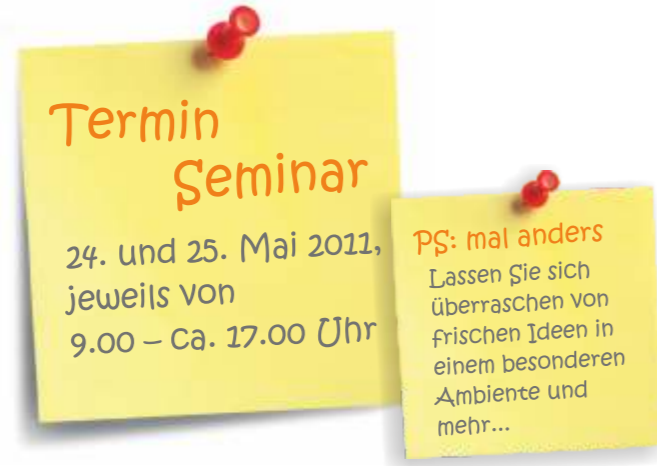 Termin
Seminar
24. und 25. Mai 2011,
jeweils von
9.00 – ca. 17.00 Uhr
PS: mal anders
Lassen Sie sich
überraschen von
frischen Ideen in
einem besonderen
Ambiente und
mehr...